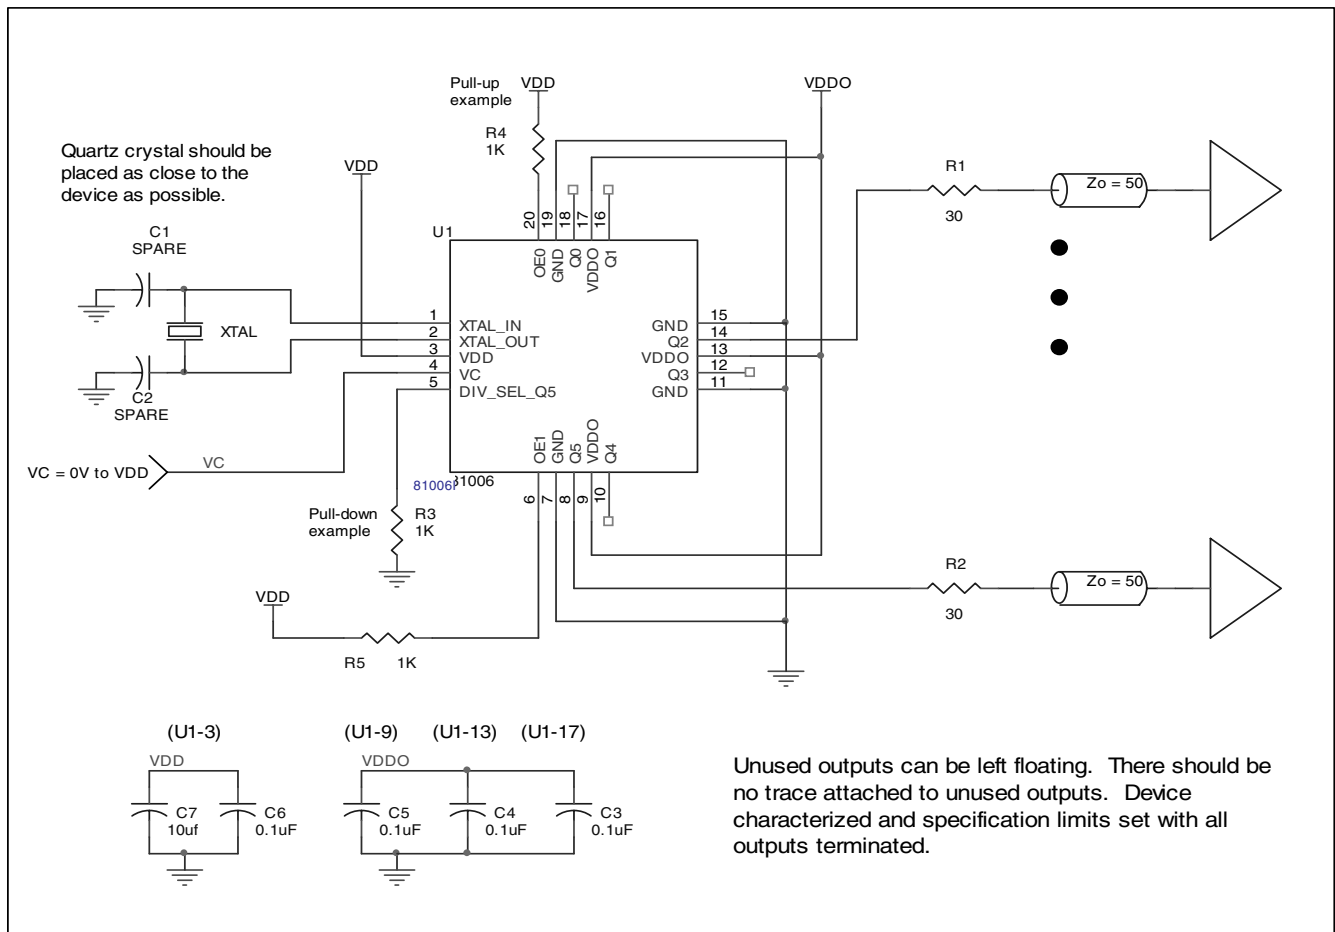 Pull-up
example
VDD
VDDO
R4
1K
Quartz crystal should be
placed as close to the
device as possible.
VDD
R1
30
Zo = 50
C1
SPARE
XTAL
C2
SPARE
U1
20
19
18
17
16
OE0
GND
Q0
VDDO
Q1
1
2
3
4
5
XTAL_IN
XTAL_OUT
VDD
VC
DIV_SEL_Q5
15
14
13
12
11
GND
Q2
VDDO
Q3
GND
OE1
GND
Q5
VDDO
Q4
6
7
8
9
10
VC = 0V to VDD
VC
Pull-down
example
R3
1K
R2
30
Zo = 50
VDD
R5
1K
(U1-3)
(U1-9)
(U1-13)
(U1-17)
VDD
VDDO
C7
10uf
C6
0.1uF
C5
0.1uF
C4
0.1uF
C3
0.1uF
Unused outputs can be left floating.  There should be
no trace attached to unused outputs.  Device
characterized and specification limits set with all
outputs terminated.